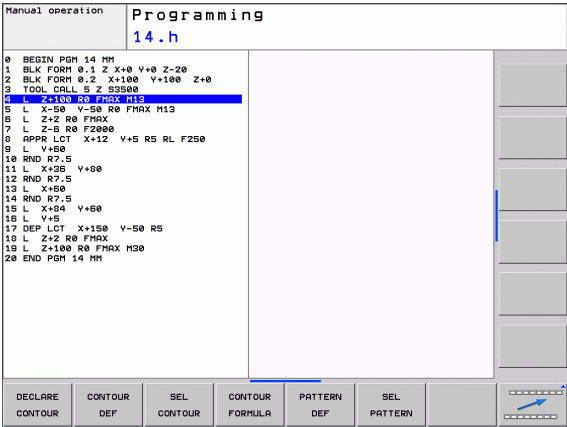 Manual operation
Programming
14.h
0 BEGIN PGM 14 MM
1 BLK FORM 0.1 Z X+0 Y+0 Z-20
2 BLK FORM 0.2 X+100 Y+100 Z+0
3 TOOL CALL 5 Z S3500
4 L Z+100 R0 FMAX M13
5 L X-50 Y-50 R0 FMAX M13
6 L Z+2 R0 FMAX
7 L Z-6 R0 F2000
8 APPR LCT X+12 Y+5 R5 RL F250
9 L Y+60
10 RND R7.5
11 L X+36 Y+80
12 RND R7.5
13 L X+60
14 RND R7.5
15 L X+84 Y+60
16 L Y+5
17 DEP LCT X+150 Y-50 R5
18 L Z+2 R0 FMAX
19 L Z+100 R0 FMAX M30
20 END PGM 14 MM
DECLARE CONTOUR
CONTOUR DEF
SEL CONTOUR
CONTOUR FORMULA
PATTERN DEF
SEL PATTERN